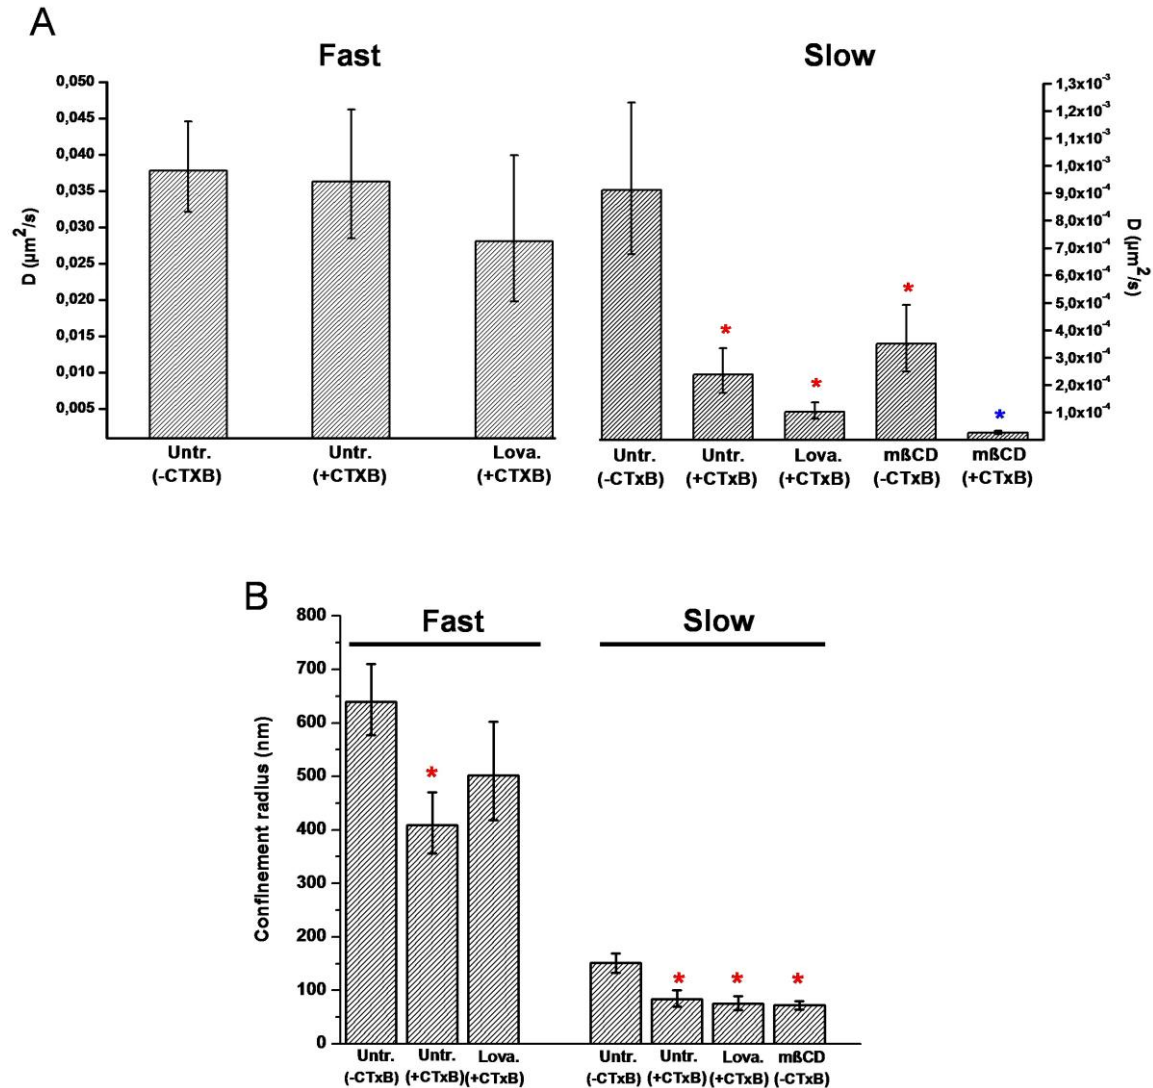 A
Fast
Slow
0,050
0,045
0,040
0,035
0,030
0,025
0,020
0,015
0,010
0,005
D (µm²/s)
1,3x10⁻³
1,2x10⁻³
1,1x10⁻³
1,0x10⁻³
9,0x10⁻⁴
8,0x10⁻⁴
7,0x10⁻⁴
6,0x10⁻⁴
5,0x10⁻⁴
4,0x10⁻⁴
3,0x10⁻⁴
2,0x10⁻⁴
1,0x10⁻⁴
D (µm²/s)
* * * *
Untr. Untr. Lova. Untr. Untr. Lova. mßCD mßCD
(-CTXB) (+CTXB) (+CTXB) (-CTxB) (+CTxB) (+CTxB) (-CTxB) (+CTxB)
B
Fast
Slow
800
700
600
500
400
300
200
100
0
Confinement radius (nm)
* * * *
Untr. Untr. Lova. Untr. Untr. Lova. mßCD
(-CTxB) (+CTxB) (+CTxB) (-CTxB) (+CTxB) (+CTxB) (-CTxB)